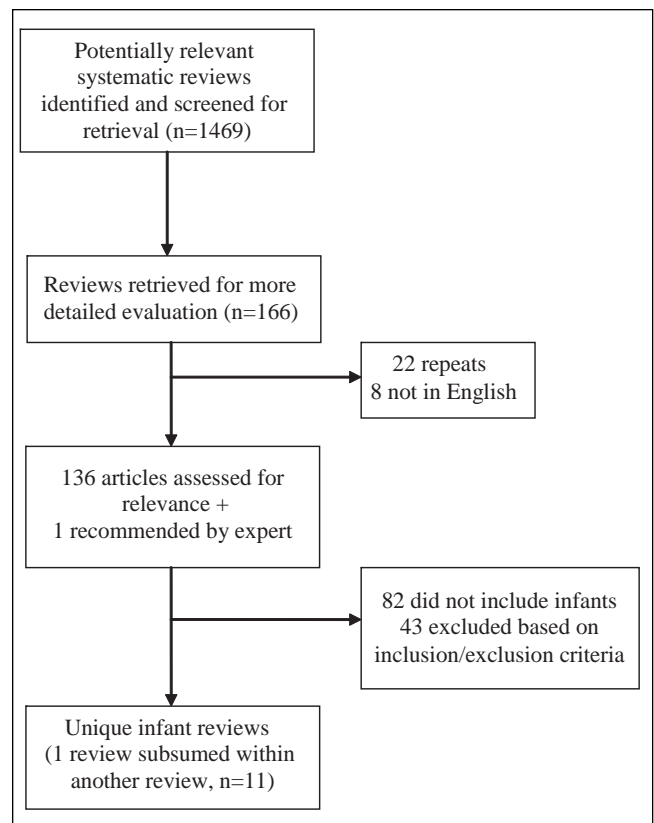 Potentially relevant
systematic reviews
identified and screened for
retrieval (n=1469)
Reviews retrieved for more
detailed evaluation (n=166)
22 repeats
8 not in English
136 articles assessed for
relevance +
1 recommended by expert
82 did not include infants
43 excluded based on
inclusion/exclusion criteria
Unique infant reviews
(1 review subsumed within
another review, n=11)